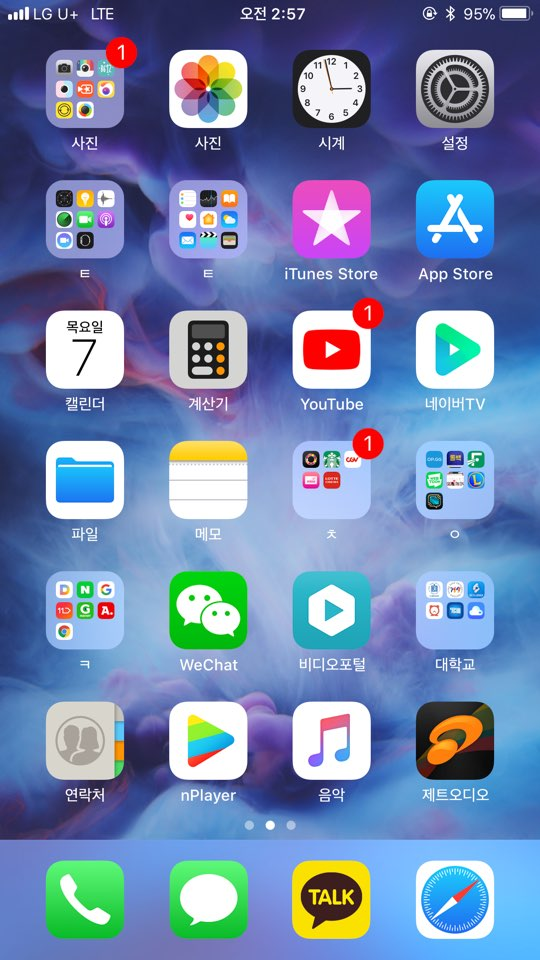 LG U+ LTE 오전 2:57 95%
1
사진 사진 시계 설정
ㅌ ㅌ iTunes Store App Store
목요일
7
1
캘린더 계산기 YouTube 네이버TV
1
파일 메모 ㅊ ㅇ
ㅋ WeChat 비디오포털 대학교
연락처 nPlayer 음악 제트오디오
TALK